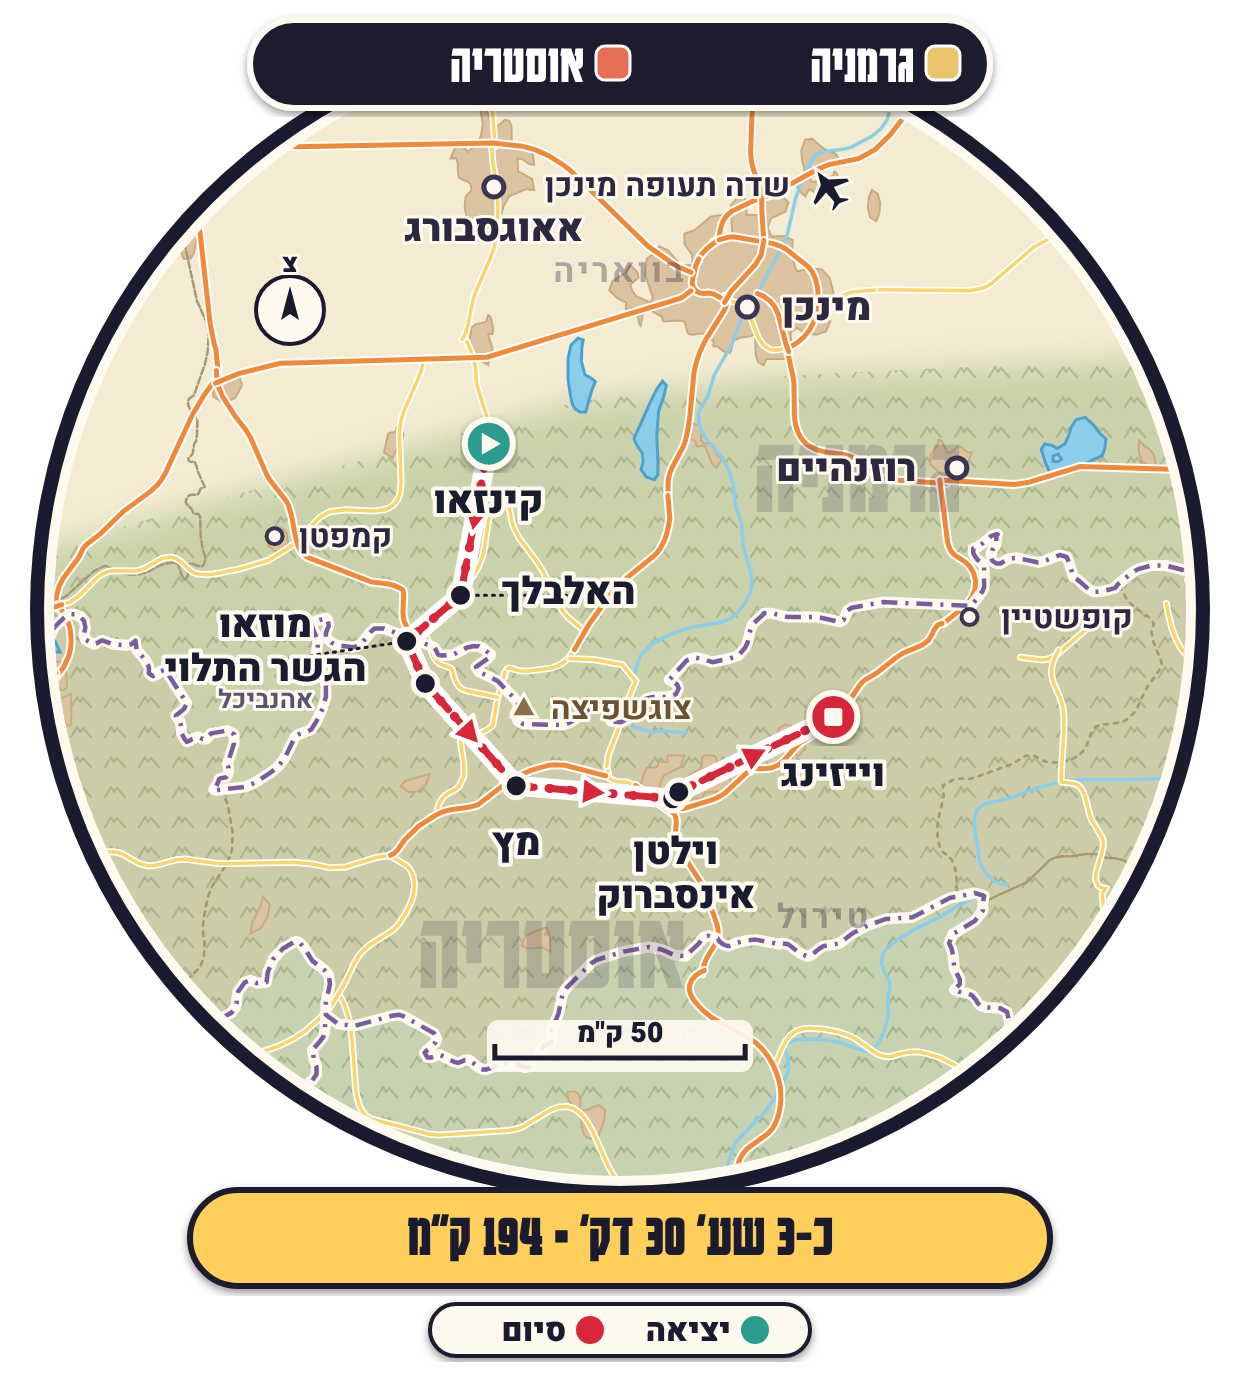 גרמניה
אוסטריה
שדה תעופה מינכן
אאוגסבורג
בוואריה
צ
מינכן
גרמניה
רוזנהיים
קינזאו
קמפטן
האלבלך
מוזאו
קופשטיין
הגשר התלוי
אהנביכל
צוגשפיצה
וייזינג
מץ
וילטן
אינסברוק
טירול
אוסטריה
50 ק"מ
כ-3 שע׳ 30 דק׳ ▪ 194 ק״מ
יציאה
סיום